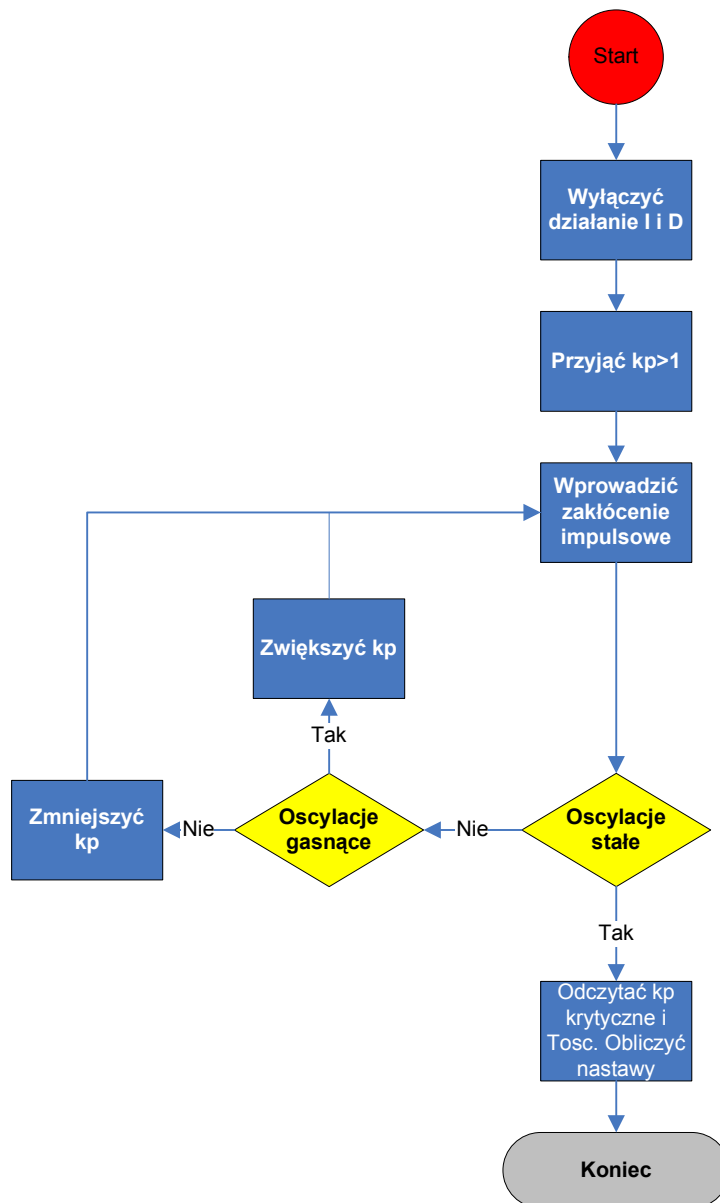 Start
Wyłączyć
działanie I i D
Przyjąć kp>1
Wprowadzić
zakłócenie
impulsowe
Zwiększyć kp
Tak
Zmniejszyć
kp
Nie
Oscylacje
gasnące
Nie
Oscylacje
stałe
Tak
Odczytać kp
krytyczne i
Tosc. Obliczyć
nastawy
Koniec